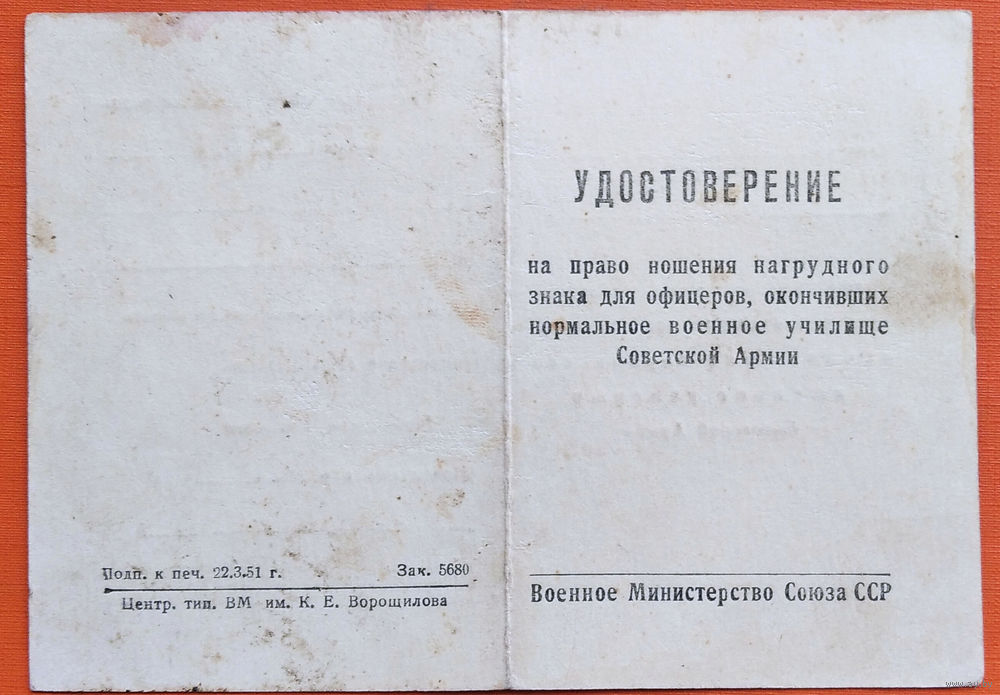 УДОСТОВЕРЕНИЕ
на право ношения нагрудного
знака для офицеров, окончивших
нормальное военное училище
Советской Армии
Военное Министерство Союза ССР
Подп. к печ. 22.3.51 г. Зак. 5680
Центр. тип. ВМ им. К. Е. Ворошилова